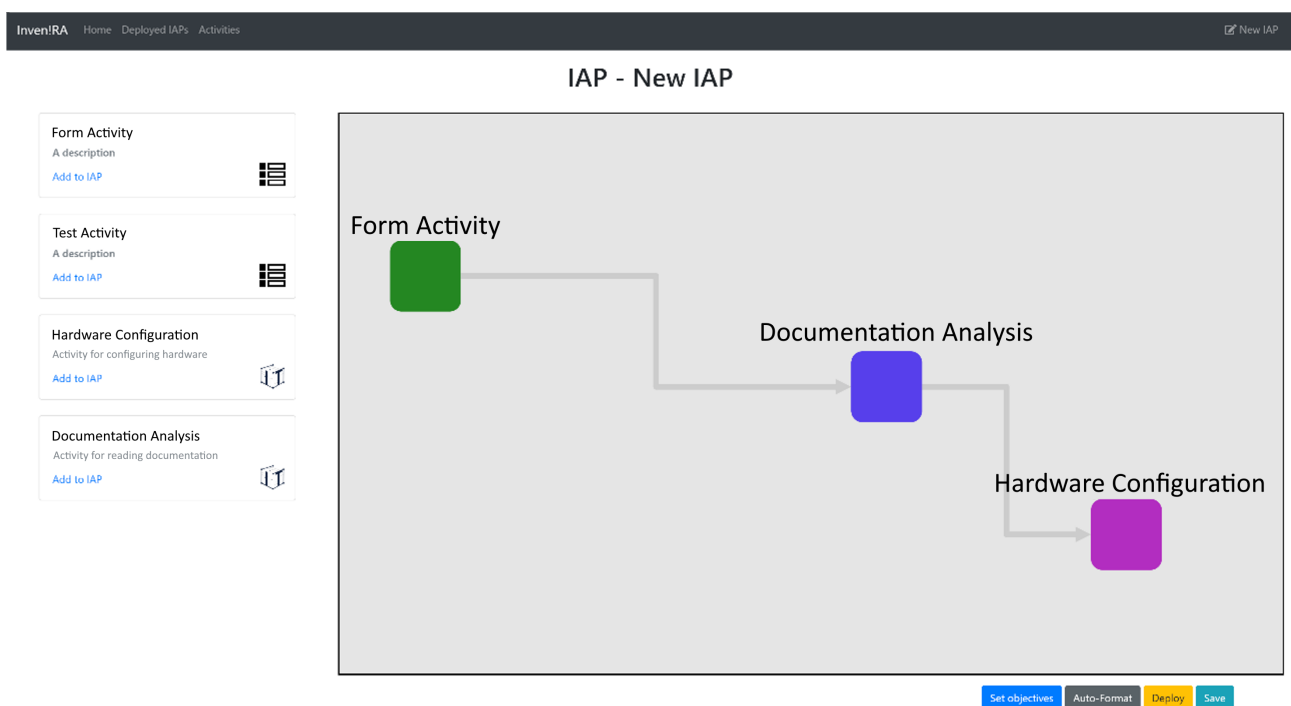 Inven!RA Home Deployed IAPs Activities New IAP
IAP - New IAP
Form Activity
A description
Add to IAP
Test Activity
A description
Add to IAP
Hardware Configuration
Activity for configuring hardware
Add to IAP
Documentation Analysis
Activity for reading documentation
Add to IAP
Form Activity
Documentation Analysis
Hardware Configuration
Set objectives Auto-Format Deploy Save